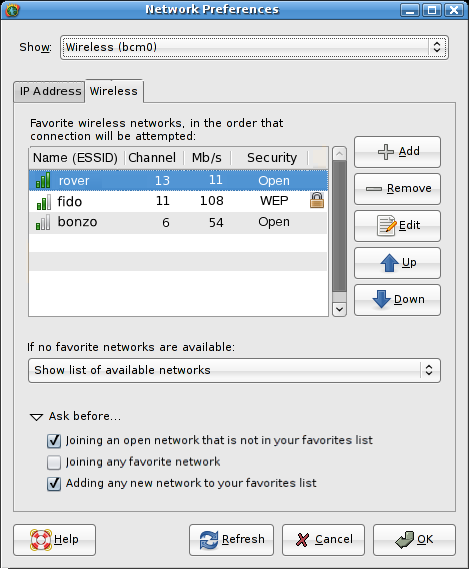 Network Preferences
Show: Wireless (bcm0)
IP Address Wireless
Favorite wireless networks, in the order that
connection will be attempted:
Name (ESSID) Channel Mb/s Security
rover 13 11 Open
fido 11 108 WEP
bonzo 6 54 Open
Add
Remove
Edit
Up
Down
If no favorite networks are available:
Show list of available networks
Ask before...
Joining an open network that is not in your favorites list
Joining any favorite network
Adding any new network to your favorites list
Help Refresh Cancel OK